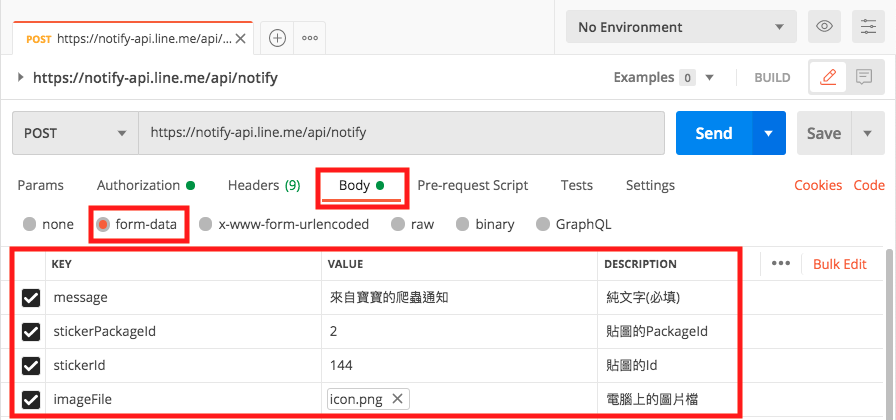 POST https://notify-api.line.me/api/... No Environment
https://notify-api.line.me/api/notify Examples 0 BUILD
POST https://notify-api.line.me/api/notify Send Save
Params Authorization Headers (9) Body Pre-request Script Tests Settings Cookies Code
none form-data x-www-form-urlencoded raw binary GraphQL
KEY VALUE DESCRIPTION Bulk Edit
message 來自寶寶的爬蟲通知 純文字(必填)
stickerPackageId 2 貼圖的PackageId
stickerId 144 貼圖的Id
imageFile icon.png 電腦上的圖片檔